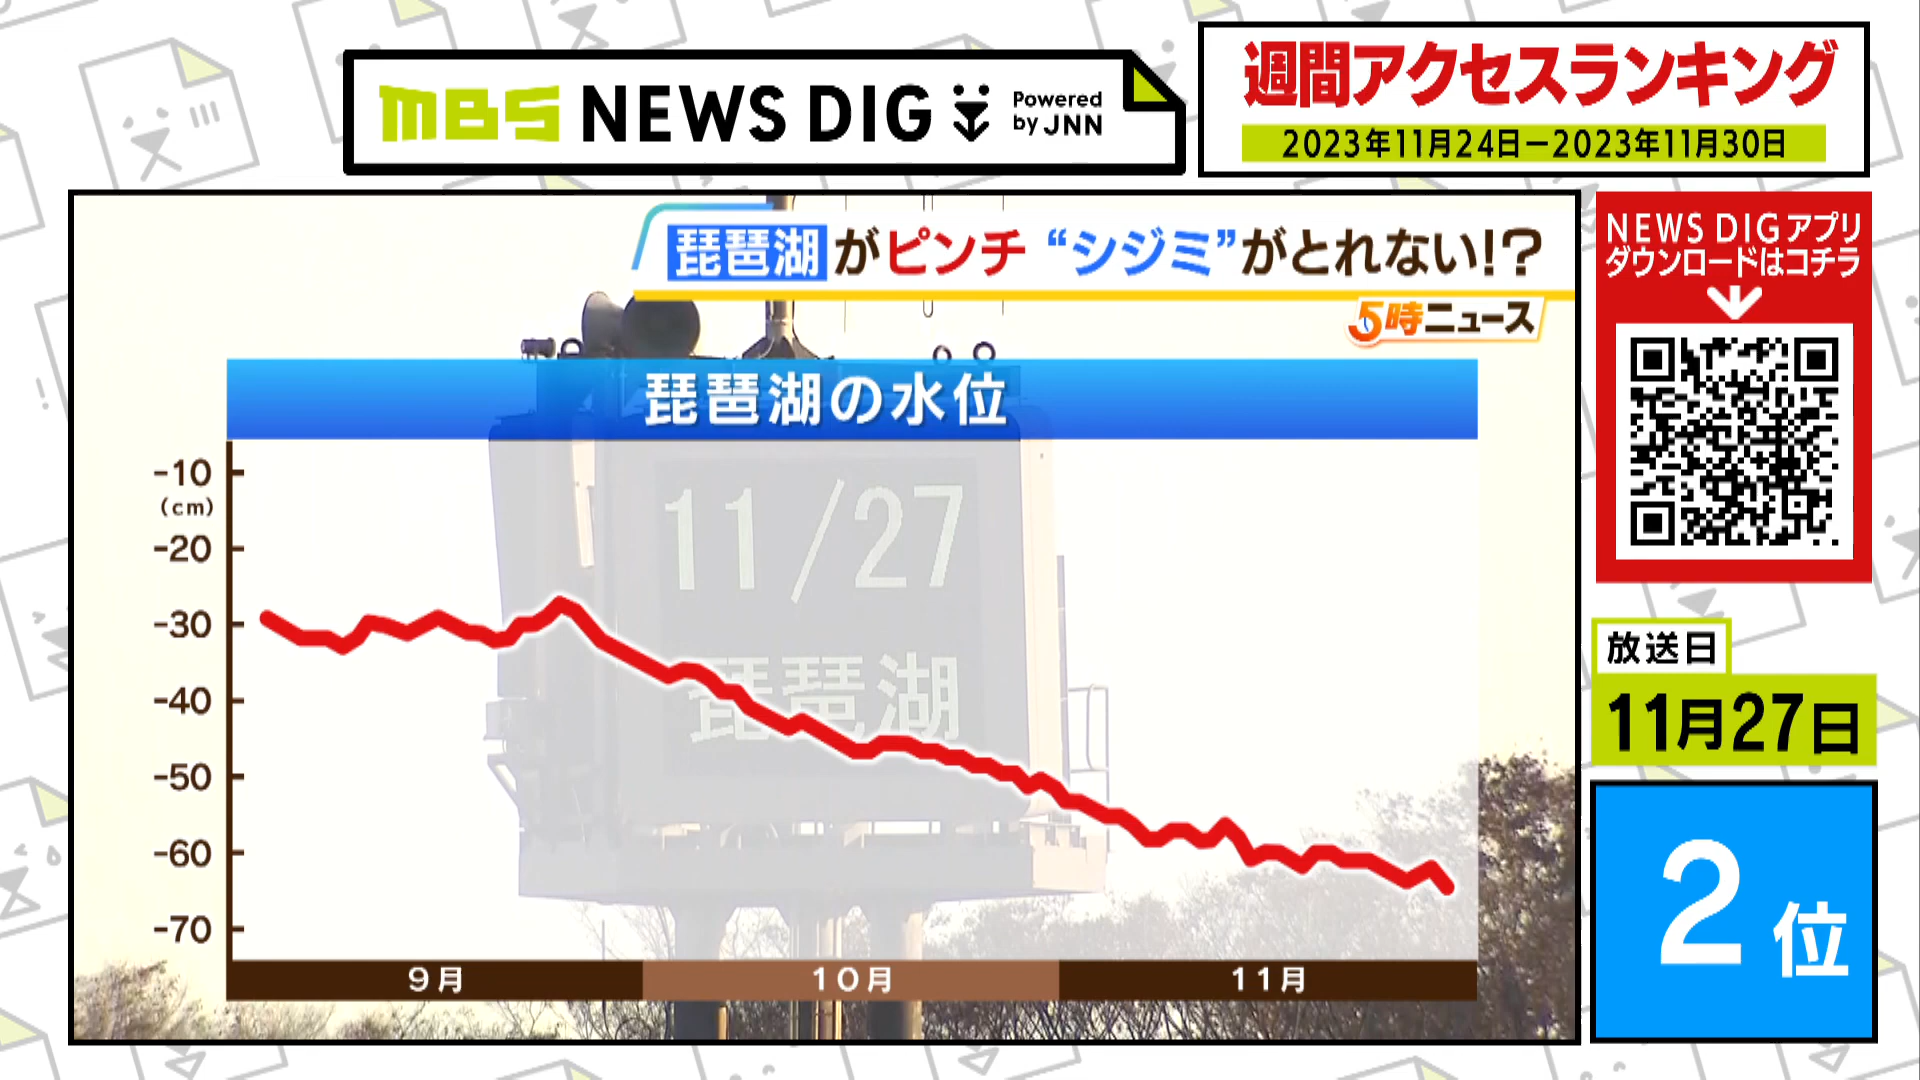 MBS NEWS DIG Powered
by JNN
週間アクセスランキング
2023年11月24日－2023年11月30日
琵琶湖がピンチ “シジミ”がとれない!?
5時ニュース
琵琶湖の水位
-10
(cm)
-20
-30
-40
-50
-60
-70
11/27
琵琶湖
9月
10月
11月
NEWS DIGアプリ
ダウンロードはコチラ
放送日
11月27日
2位